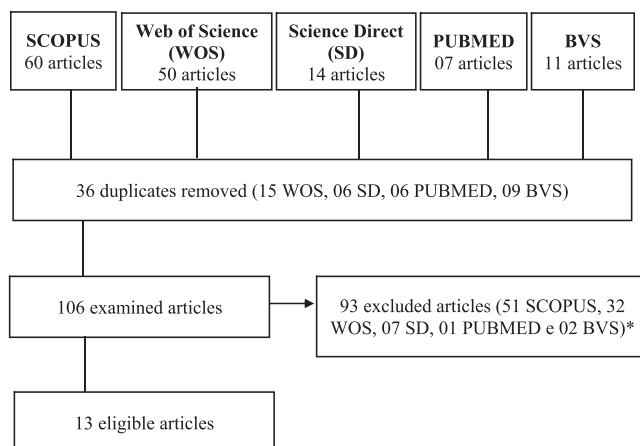 SCOPUS
60 articles
Web of Science
(WOS)
50 articles
Science Direct
(SD)
14 articles
PUBMED
07 articles
BVS
11 articles
36 duplicates removed (15 WOS, 06 SD, 06 PUBMED, 09 BVS)
106 examined articles
93 excluded articles (51 SCOPUS, 32
WOS, 07 SD, 01 PUBMED e 02 BVS)*
13 eligible articles